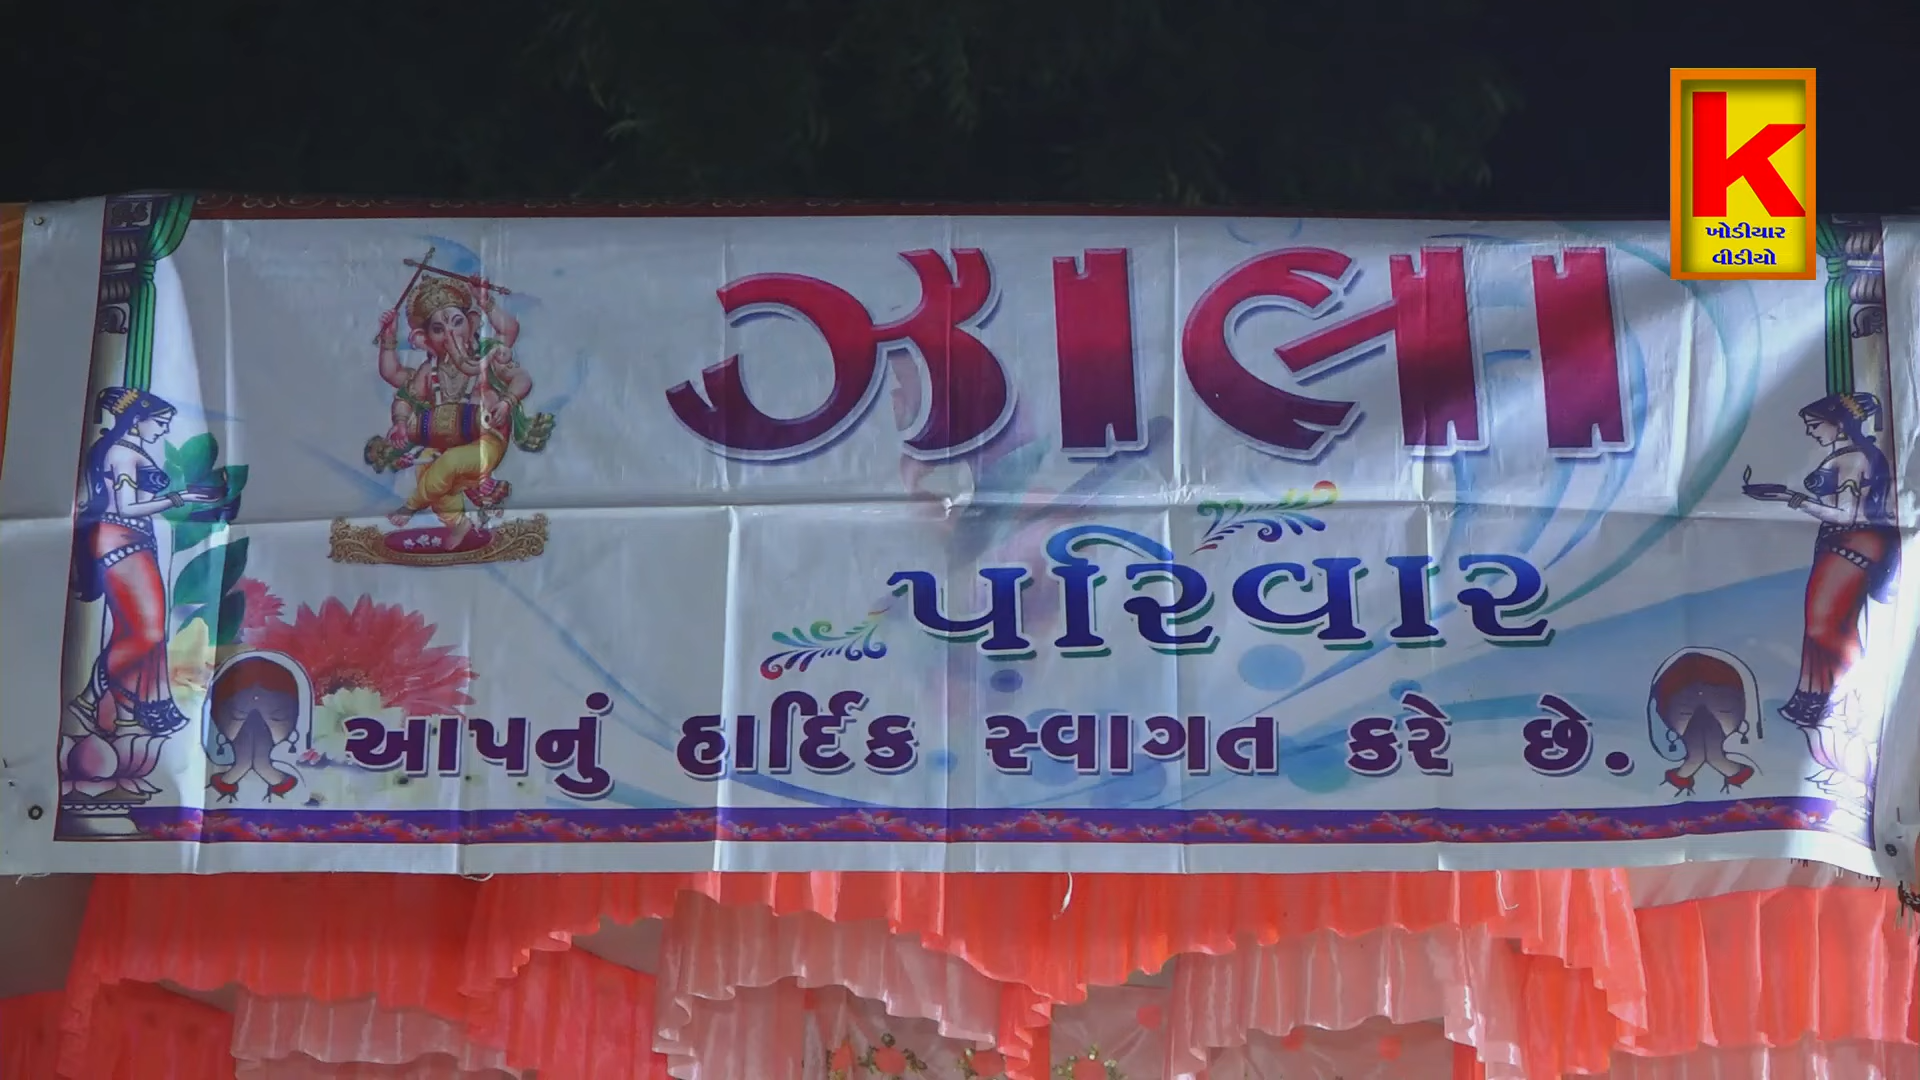 ઝાલા
પરિવાર
આપનું હાર્દિક સ્વાગત કરે છે.
k
ખોડીયાર
વીડીયો